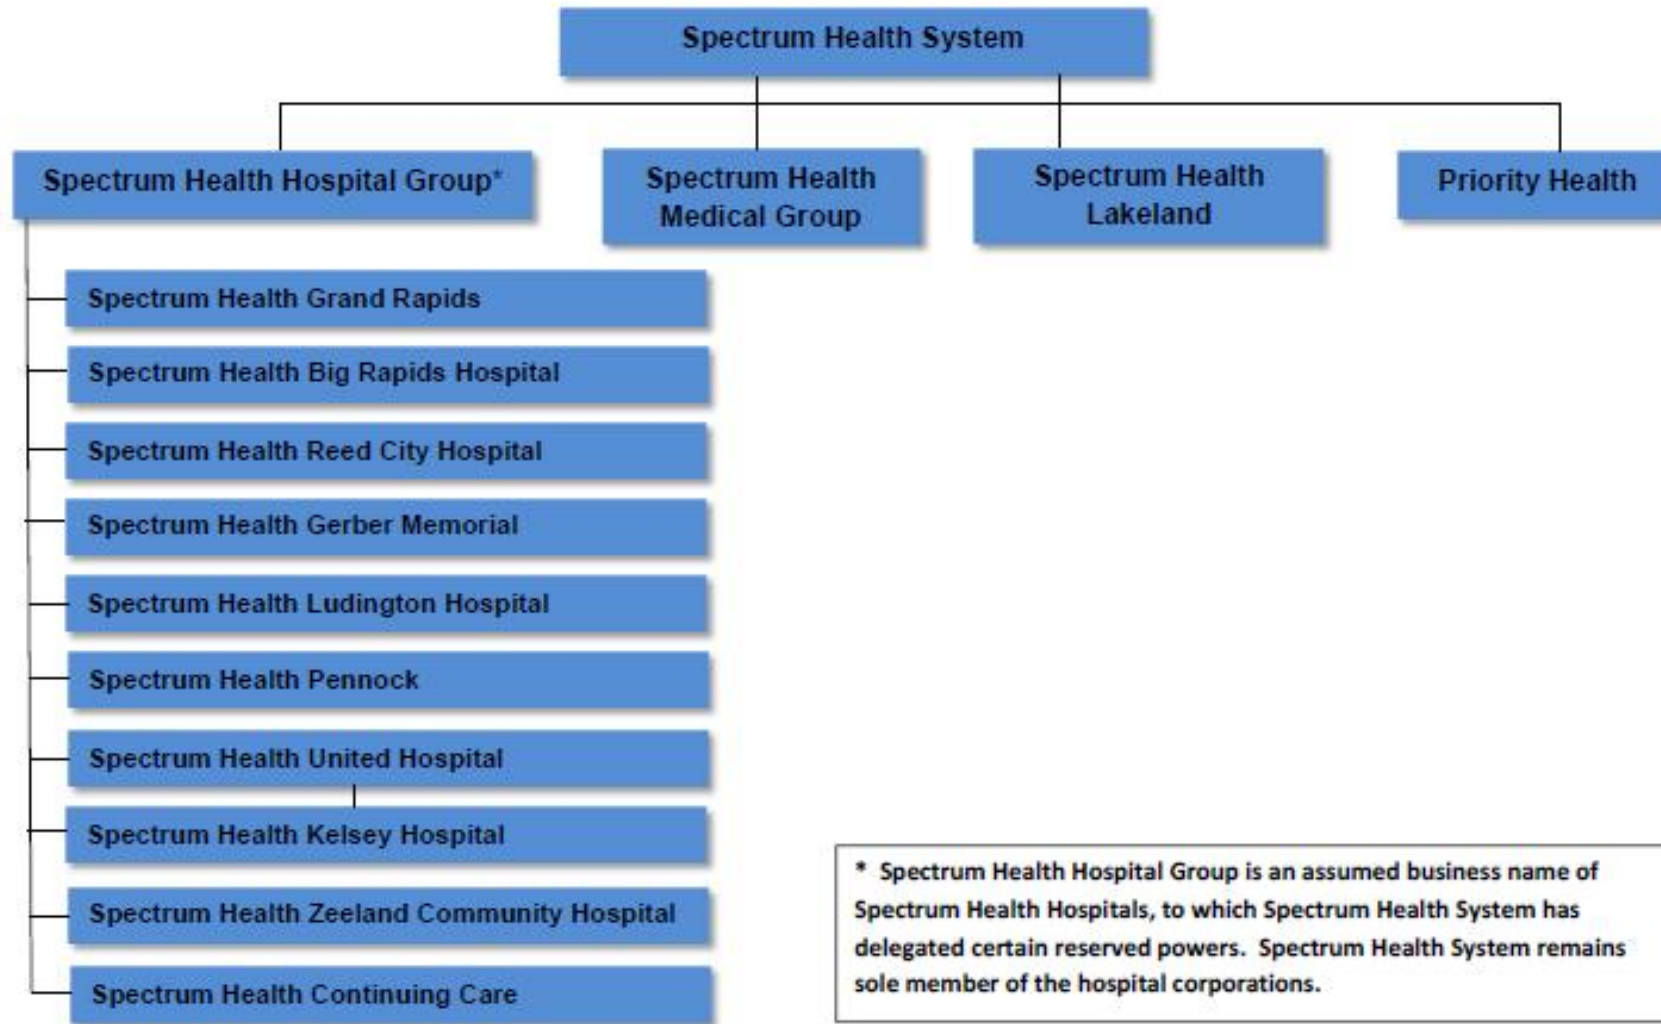 Spectrum Health System
Spectrum Health Hospital Group*
Spectrum Health
Medical Group
Spectrum Health
Lakeland
Priority Health
Spectrum Health Grand Rapids
Spectrum Health Big Rapids Hospital
Spectrum Health Reed City Hospital
Spectrum Health Gerber Memorial
Spectrum Health Ludington Hospital
Spectrum Health Pennock
Spectrum Health United Hospital
Spectrum Health Kelsey Hospital
Spectrum Health Zeeland Community Hospital
Spectrum Health Continuing Care
* Spectrum Health Hospital Group is an assumed business name of
Spectrum Health Hospitals, to which Spectrum Health System has
delegated certain reserved powers. Spectrum Health System remains
sole member of the hospital corporations.